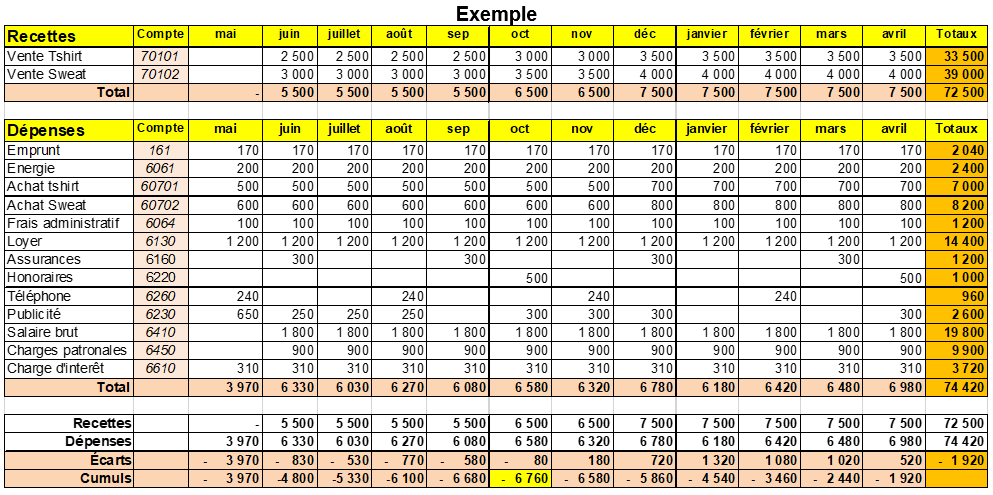 Exemple
Recettes Compte mai juin juillet août sep oct nov déc janvier février mars avril Totaux
Vente Tshirt 70101 2 500 2 500 2 500 2 500 3 000 3 000 3 500 3 500 3 500 3 500 3 500 33 500
Vente Sweat 70102 3 000 3 000 3 000 3 000 3 500 3 500 4 000 4 000 4 000 4 000 4 000 39 000
Total - 5 500 5 500 5 500 5 500 6 500 6 500 7 500 7 500 7 500 7 500 7 500 72 500
Dépenses Compte mai juin juillet août sep oct nov déc janvier février mars avril Totaux
Emprunt 161 170 170 170 170 170 170 170 170 170 170 170 170 2 040
Energie 6061 200 200 200 200 200 200 200 200 200 200 200 200 2 400
Achat tshirt 60701 500 500 500 500 500 500 500 700 700 700 700 700 7 000
Achat Sweat 60702 600 600 600 600 600 600 600 800 800 800 800 800 8 200
Frais administratif 6064 100 100 100 100 100 100 100 100 100 100 100 100 1 200
Loyer 6130 1 200 1 200 1 200 1 200 1 200 1 200 1 200 1 200 1 200 1 200 1 200 1 200 14 400
Assurances 6160 300 300 300 300 1 200
Honoraires 6220 500 500 1 000
Téléphone 6260 240 240 240 240 960
Publicité 6230 650 250 250 250 300 300 300 300 2 600
Salaire brut 6410 1 800 1 800 1 800 1 800 1 800 1 800 1 800 1 800 1 800 1 800 1 800 19 800
Charges patronales 6450 900 900 900 900 900 900 900 900 900 900 900 9 900
Charge d'interêt 6610 310 310 310 310 310 310 310 310 310 310 310 310 3 720
Total 3 970 6 330 6 030 6 270 6 080 6 580 6 320 6 780 6 180 6 420 6 480 6 980 74 420
Recettes - 5 500 5 500 5 500 5 500 6 500 6 500 7 500 7 500 7 500 7 500 7 500 72 500
Dépenses 3 970 6 330 6 030 6 270 6 080 6 580 6 320 6 780 6 180 6 420 6 480 6 980 74 420
Écarts - 3 970 - 830 - 530 - 770 - 580 - 80 180 720 1 320 1 080 1 020 520 - 1 920
Cumuls - 3 970 -4 800 -5 330 -6 100 - 6 680 - 6 760 - 6 580 - 5 860 - 4 540 - 3 460 - 2 440 - 1 920